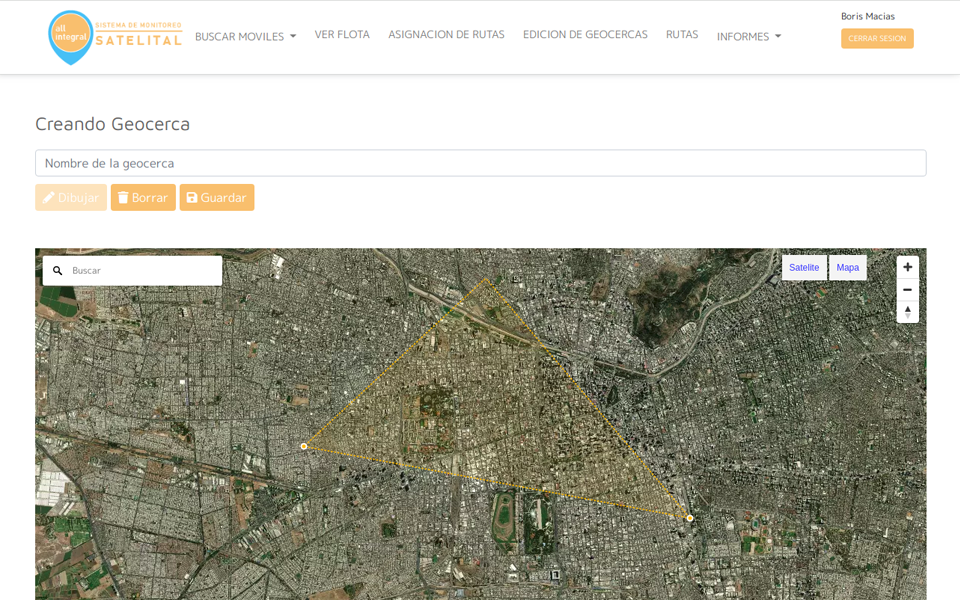 all
integral
SISTEMA DE MONITOREO
SATELITAL
BUSCAR MOVILES
VER FLOTA
ASIGNACION DE RUTAS
EDICION DE GEOCERCAS
RUTAS
INFORMES
Boris Macias
CERRAR SESION
Creando Geocerca
Nombre de la geocerca
Dibujar
Borrar
Guardar
Buscar
Satelite
Mapa